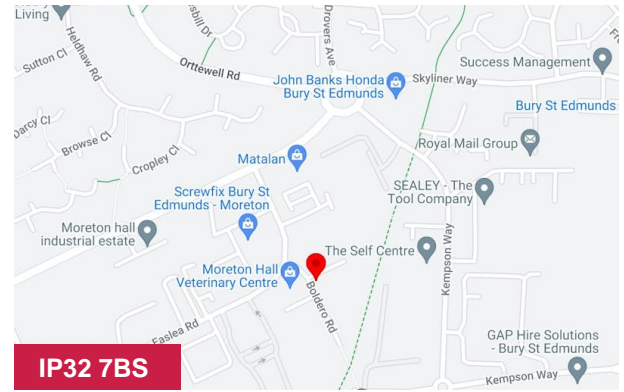 Living
Heldhaw Rd
Drovers Ave
Sutton Cl
Orttewell Rd
Success Management
Skyliner Way
John Banks Honda
Bury St Edmunds
Bury St Edmunds
Darcy Cl
Browse Cl
Royal Mail Group
Matalan
Cropley Cl
SEALEY - The
Tool Company
Screwfix Bury St
Edmunds - Moreton
Moreton hall
industrial estate
The Self Centre
Kempson Way
Moreton Hall
Veterinary Centre
Boldero Rd
Easlea Rd
GAP Hire Solutions
- Bury St Edmunds
IP32 7BS
Kempson Way